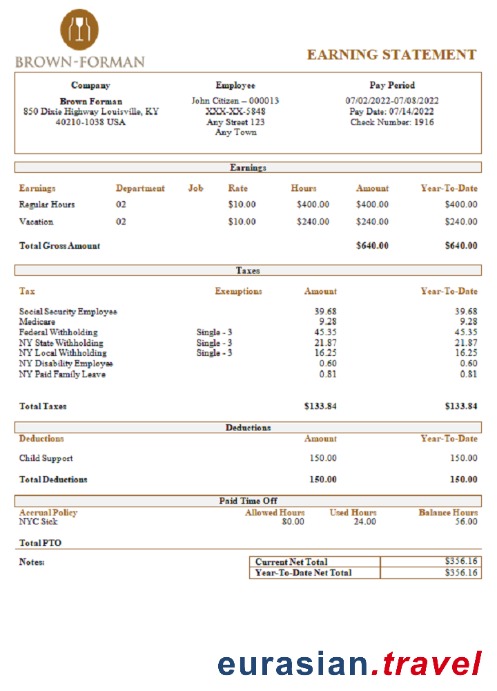 BROWN-FORMAN
EARNING STATEMENT
Company Employee Pay Period
Brown Forman John Citizen – 000013 07/02/2022-07/08/2022
850 Dixie Highway Louisville, KY XXX-XX-5848 Pay Date: 07/14/2022
40210-1038 USA Any Street 123 Check Number: 1916
Any Town
Earnings
Earnings Department Job Rate Hours Amount Year-To-Date
Regular Hours 02 $10.00 $400.00 $400.00 $400.00
Vacation 02 $10.00 $240.00 $240.00 $240.00
Total Gross Amount $640.00 $640.00
Taxes
Tax Exemptions Amount Year-To-Date
Social Security Employee 39.68 39.68
Medicare 9.28 9.28
Federal Withholding Single - 3 45.35 45.35
NY State Withholding Single - 3 21.87 21.87
NY Local Withholding Single - 3 16.25 16.25
NY Disability Employee 0.60 0.60
NY Paid Family Leave 0.81 0.81
Total Taxes $133.84 $133.84
Deductions
Deductions Amount Year-To-Date
Child Support 150.00 150.00
Total Deductions 150.00 150.00
Paid Time Off
Accrual Policy Allowed Hours Used Hours Balance Hours
NYC Sick 80.00 24.00 56.00
Total PTO
Notes: Current Net Total $356.16
Year-To-Date Net Total $356.16
eurasian.travel